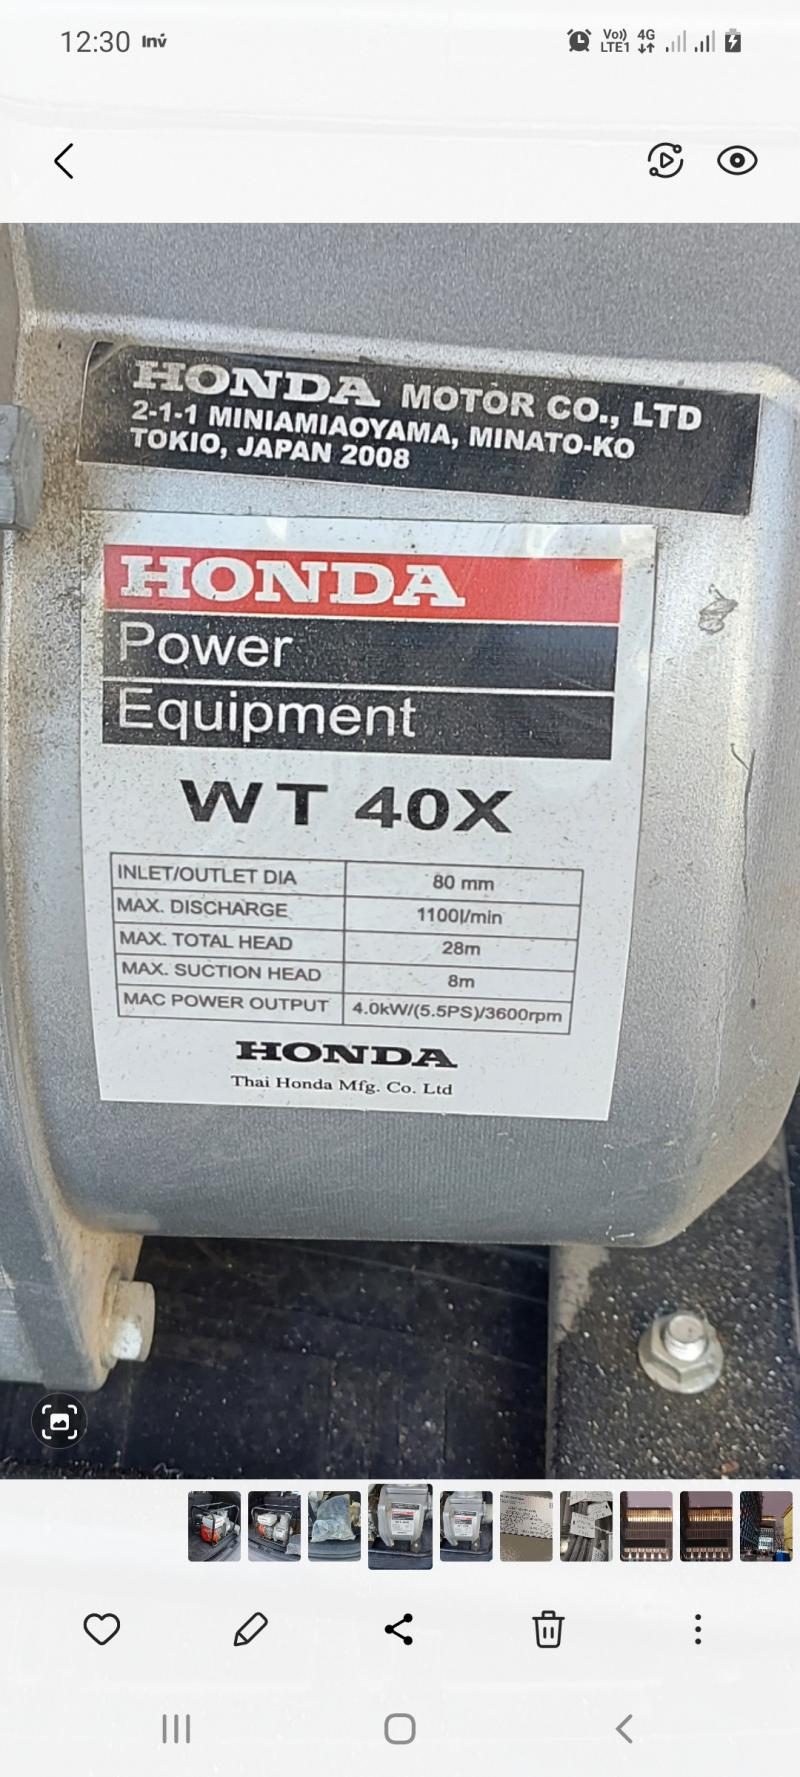 12:30 Inv Vo)) LTE1 4G
HONDA MOTOR CO., LTD
2-1-1 MINIAMIAOYAMA, MINATO-KO
TOKIO, JAPAN 2008
HONDA
Power
Equipment
WT 40X
INLET/OUTLET DIA 80 mm
MAX. DISCHARGE 1100l/min
MAX. TOTAL HEAD 28m
MAX. SUCTION HEAD 8m
MAC POWER OUTPUT 4.0kW/(5.5PS)/3600rpm
HONDA
Thai Honda Mfg. Co. Ltd